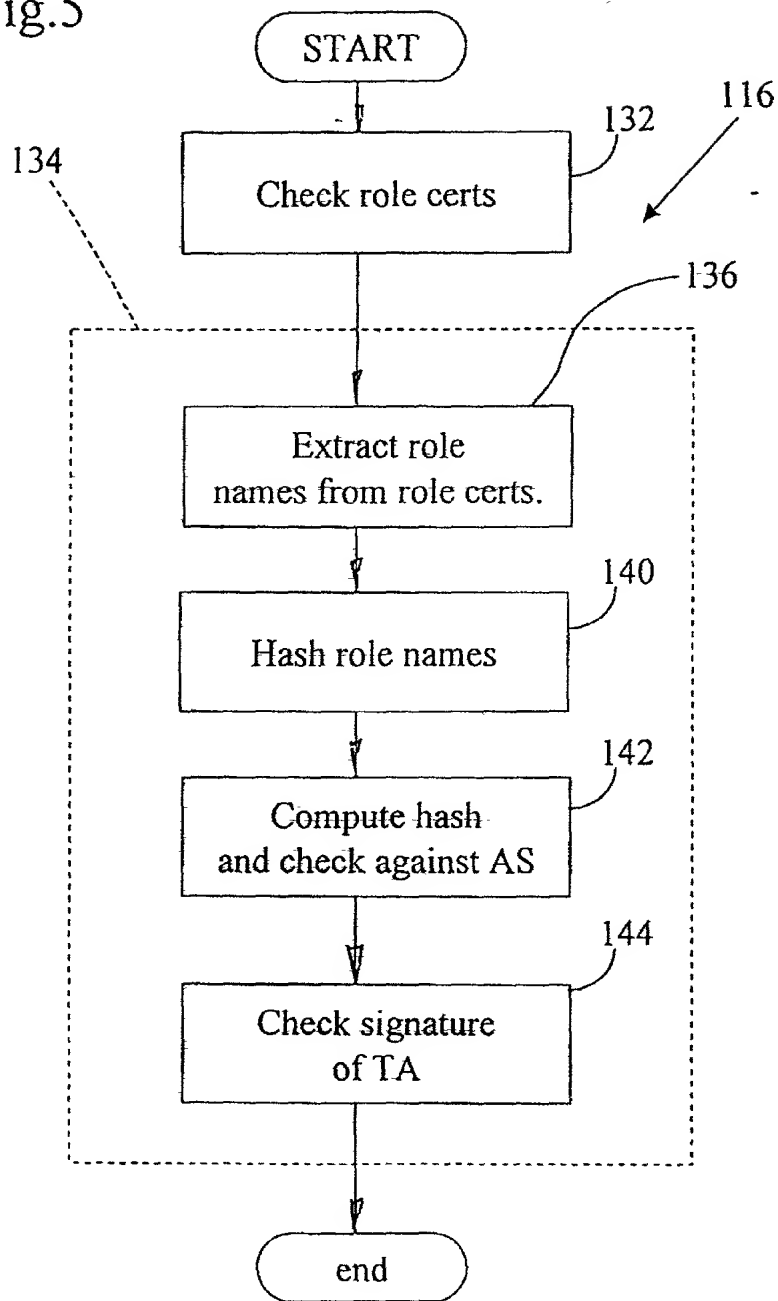 ig.5
START
116
132
134
Check role certs
136
Extract role
names from role certs.
140
Hash role names
142
Compute hash
and check against AS
144
Check signature
of TA
end